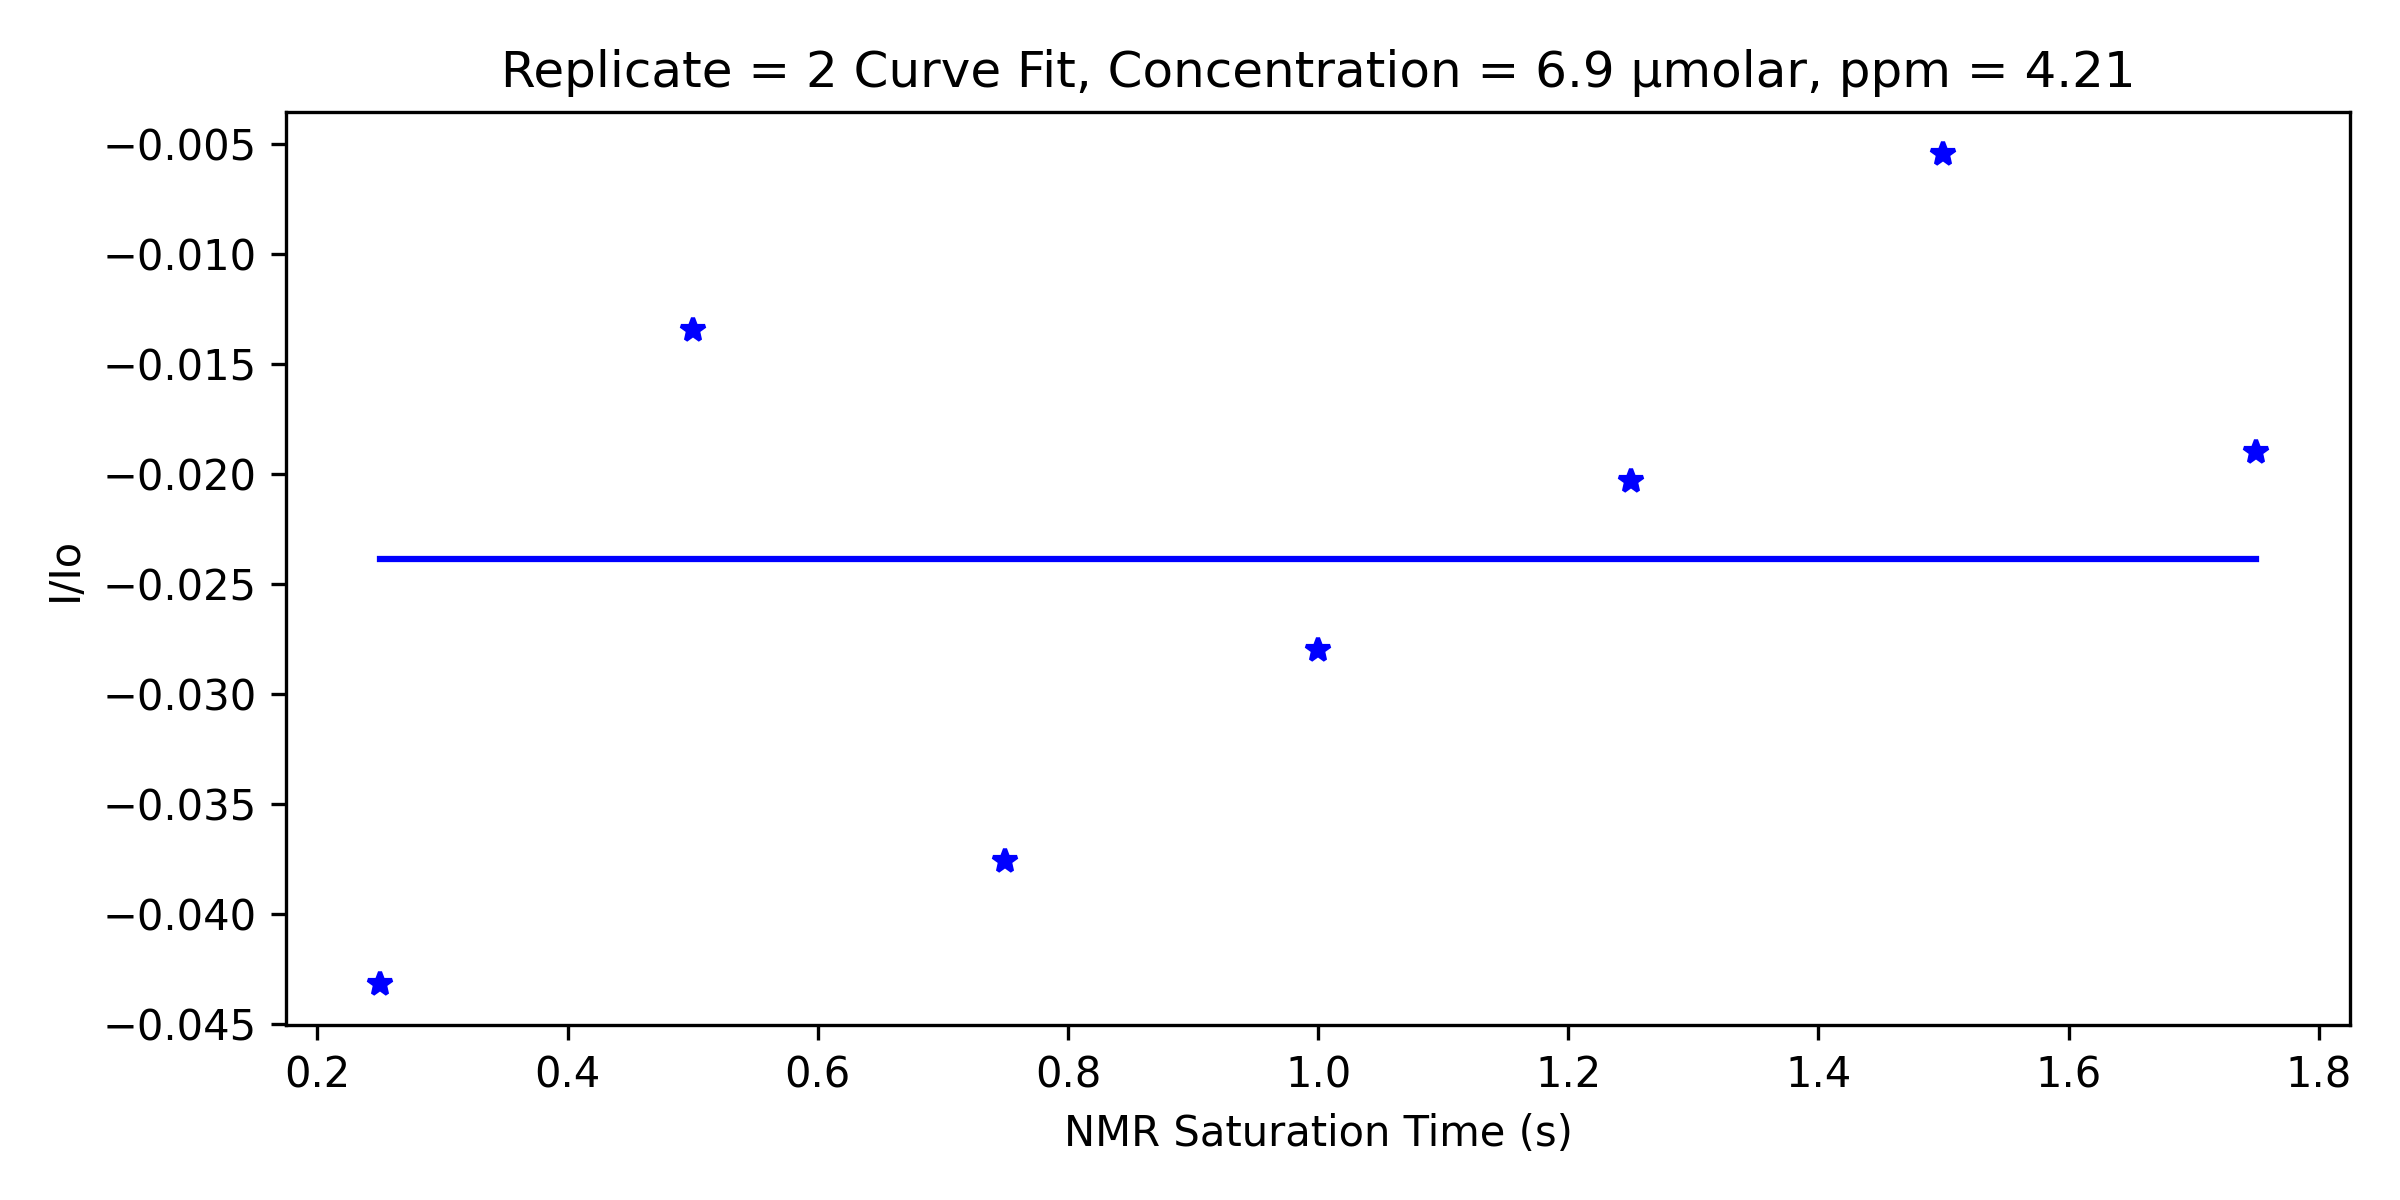 Replicate = 2 Curve Fit, Concentration = 6.9 μmolar, ppm = 4.21
−0.005
−0.010
−0.015
−0.020
−0.025
−0.030
−0.035
−0.040
−0.045
I/Io
0.2 0.4 0.6 0.8 1.0 1.2 1.4 1.6 1.8
NMR Saturation Time (s)